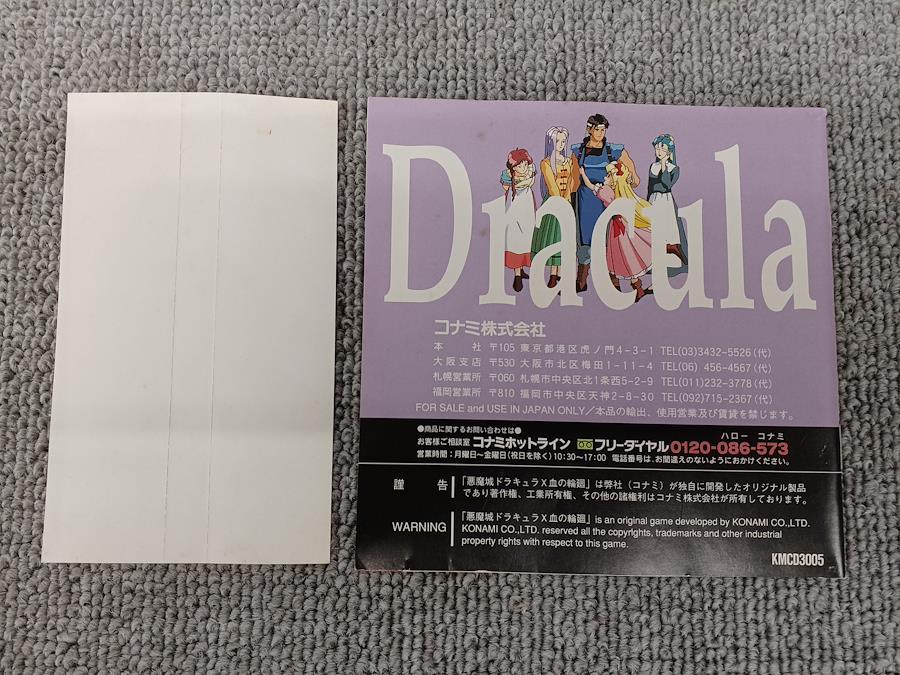 Dracula
コナミ株式会社
本　　社 〒105 東京都港区虎ノ門4-3-1 TEL(03)3432-5526(代)
大阪支店 〒530 大阪市北区梅田1-11-4 TEL(06) 456-4567(代)
札幌営業所 〒060 札幌市中央区北1条西5-2-9 TEL(011)232-3778(代)
福岡営業所 〒810 福岡市中央区天神2-8-30 TEL(092)715-2367(代)
FOR SALE and USE IN JAPAN ONLY／本品の輸出、使用営業及び賃貸を禁じます。
●商品に関するお問い合わせは●
ハロー コナミ
お客様ご相談室 コナミホットライン フリーダイヤル0120-086-573
営業時間：月曜日～金曜日(祝日を除く)10:30～17:00 電話番号は、お間違えのないようにおかけください。
謹　告 「悪魔城ドラキュラX血の輪廻」は弊社（コナミ）が独自に開発したオリジナル製品
であり著作権、工業所有権、その他の諸権利はコナミ株式会社が所有しております。
WARNING 「悪魔城ドラキュラX血の輪廻」is an original game developed by KONAMI CO.,LTD.
KONAMI CO.,LTD. reserved all the copyrights, trademarks and other industrial
property rights with respect to this game.
KMCD3005